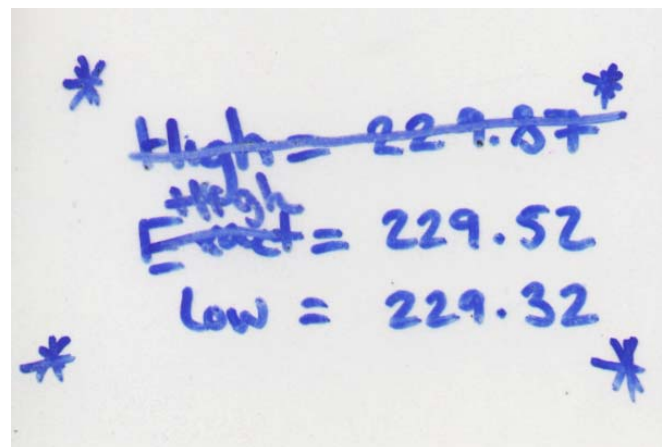 * *
High = 229.87
High
Exact = 229.52
Low = 229.32
* *